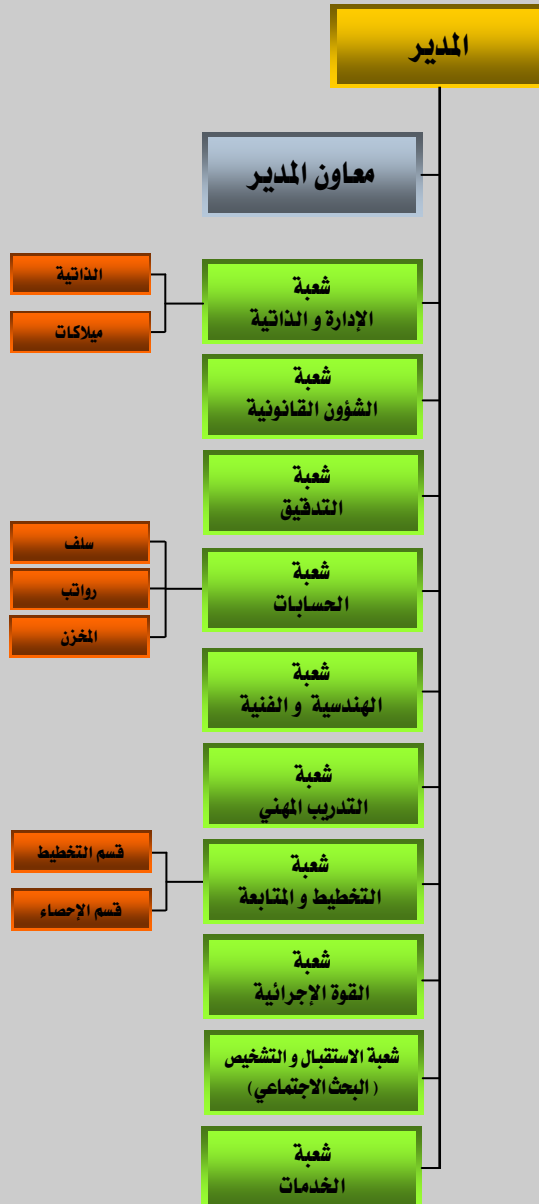 المدير
معاون المدير
شعبة
الإدارة و الذاتية
الذاتية
ميلاكات
شعبة
الشؤون القانونية
شعبة
التدقيق
شعبة
الحسابات
سلف
رواتب
المخزن
شعبة
الهندسية و الفنية
شعبة
التدريب المهني
شعبة
التخطيط و المتابعة
قسم التخطيط
قسم الإحصاء
شعبة
القوة الإجرائية
شعبة الاستقبال و التشخيص
(البحث الاجتماعي)
شعبة
الخدمات